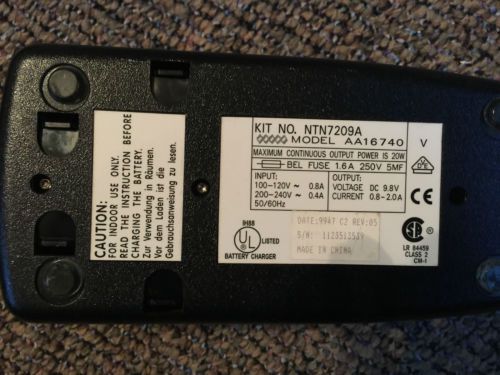 CAUTION:
FOR INDOOR USE ONLY.
READ THE INSTRUCTION BEFORE
CHARGING THE BATTERY.
Zur Verwendung in Räumen.
Vor dem Laden ist die
Gebrauchsanweisung zu lesen.
KIT NO. NTN7209A
MODEL AA16740
V
MAXIMUM CONTINUOUS OUTPUT POWER IS 20W
BEL FUSE 1.6A 250V 5MF
INPUT:
100-120V ~ 0.8A
200-240V ~ 0.4A
50/60Hz
OUTPUT:
VOLTAGE DC 9.8V
CURRENT 0.8-2.0A
CE
1H88
UL LISTED
BATTERY CHARGER
DATE:9947 C2 REV:05
S/N: 1123513539
MADE IN CHINA
LR 84459
CLASS 2
CM-1